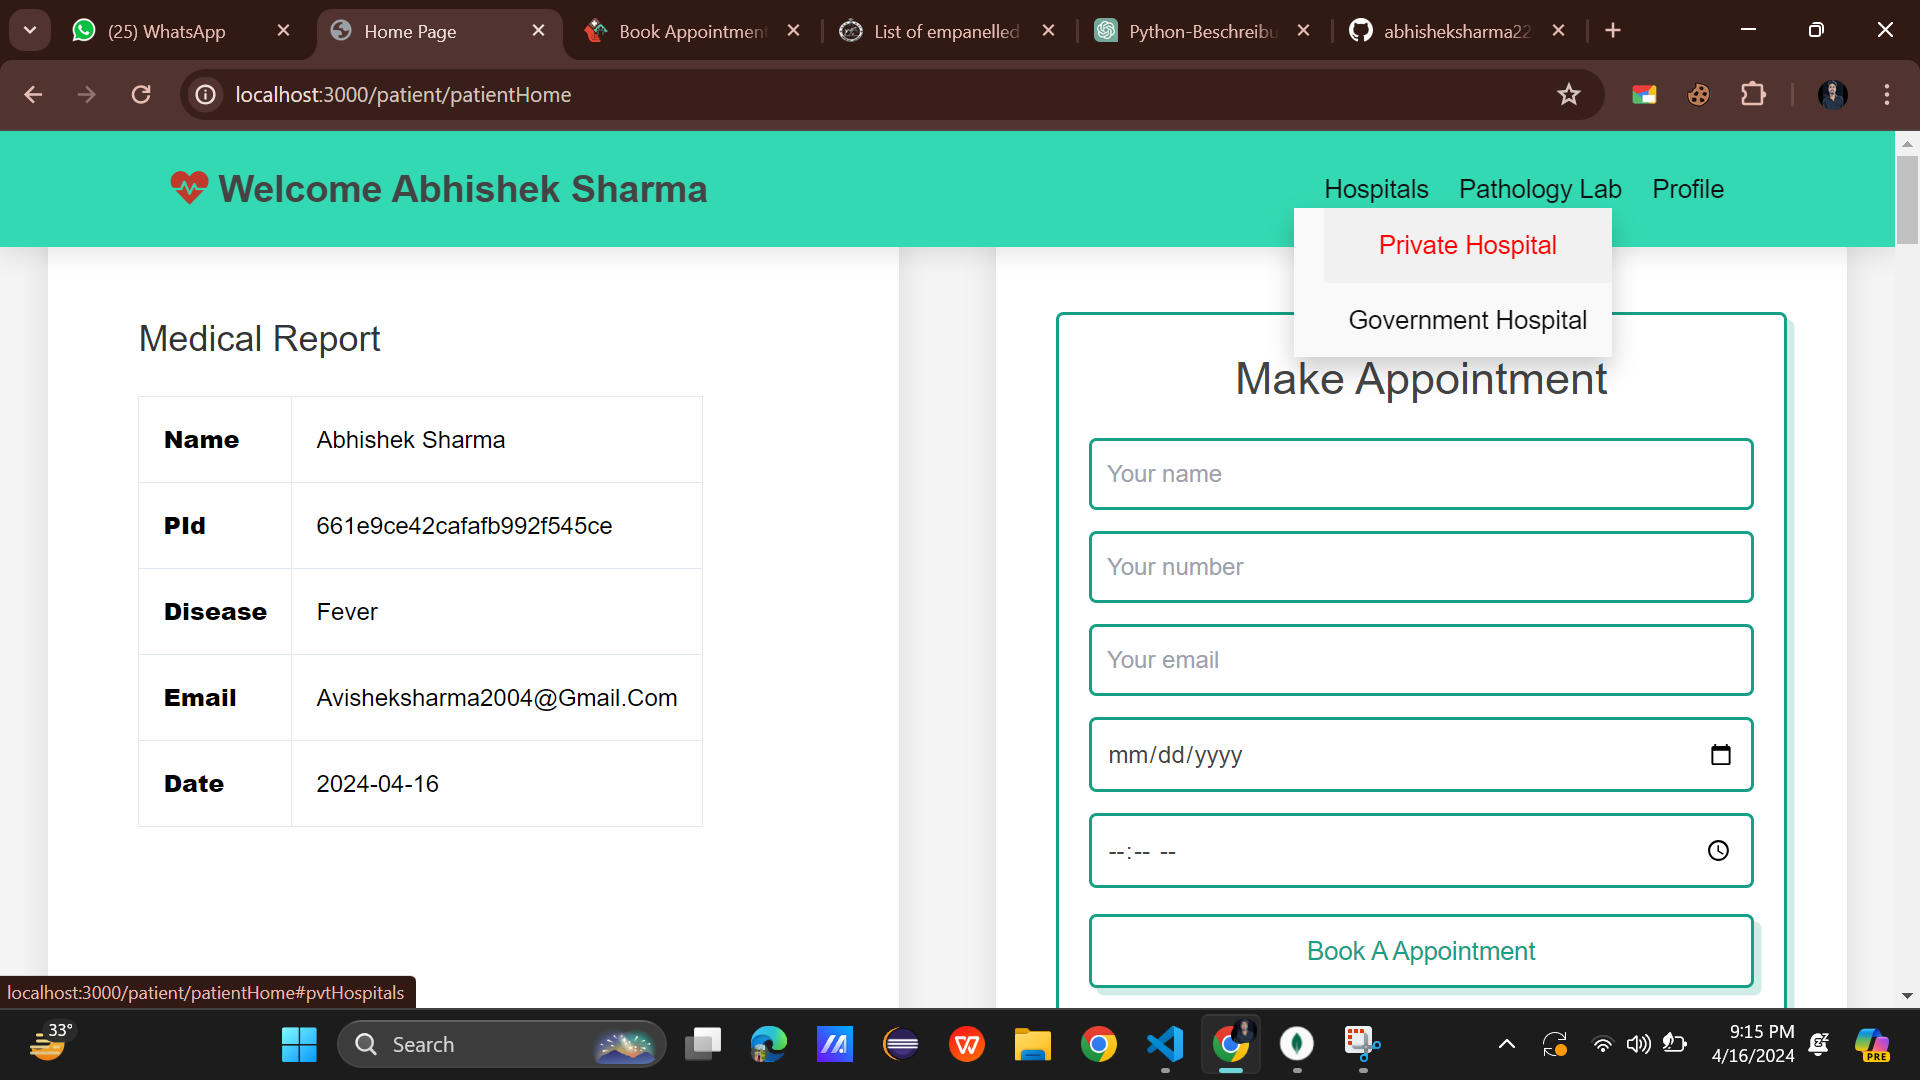 (25) WhatsApp
Home Page
Book Appointment
List of empanelled
Python-Beschreibu
abhisheksharma22
localhost:3000/patient/patientHome
Welcome Abhishek Sharma
Hospitals
Pathology Lab
Profile
Private Hospital
Government Hospital
Medical Report
Name Abhishek Sharma
PId 661e9ce42cafafb992f545ce
Disease Fever
Email Avisheksharma2004@Gmail.Com
Date 2024-04-16
Make Appointment
Your name
Your number
Your email
mm/dd/yyyy
--:-- --
Book A Appointment
localhost:3000/patient/patientHome#pvtHospitals
33°
Search
9:15 PM
4/16/2024
PRE